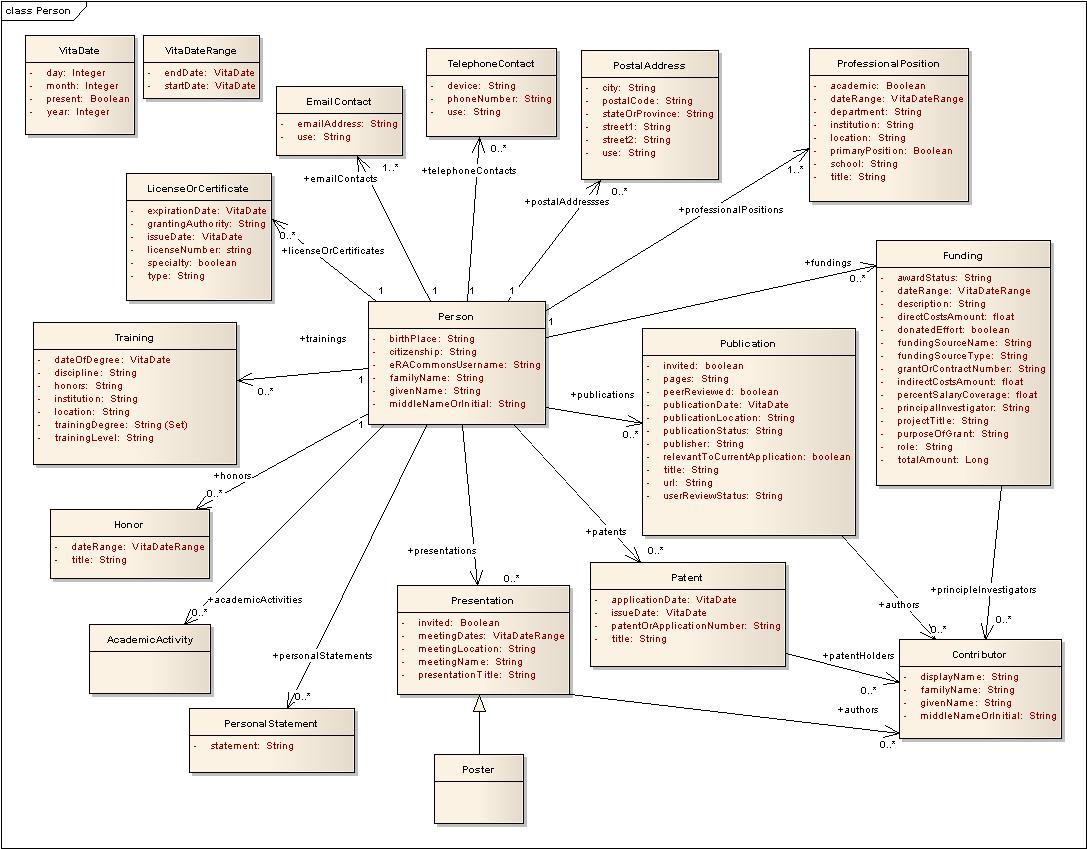 class Person
VitaDate
- day: Integer
- month: Integer
- present: Boolean
- year: Integer
VitaDateRange
- endDate: VitaDate
- startDate: VitaDate
EmailContact
- emailAddress: String
- use: String
TelephoneContact
- device: String
- phoneNumber: String
- use: String
PostalAddress
- city: String
- postalCode: String
- stateOrProvince: String
- street1: String
- street2: String
- use: String
ProfessionalPosition
- academic: Boolean
- dateRange: VitaDateRange
- department: String
- institution: String
- location: String
- primaryPosition: Boolean
- school: String
- title: String
0..*
+telephoneContacts
1..*
+emailContacts
0..*
+postalAddressses
1..*
+professionalPositions
LicenseOrCertificate
- expirationDate: VitaDate
- grantingAuthority: String
- issueDate: VitaDate
- licenseNumber: string
- specialty: boolean
- type: String
0..*
+licenseOrCertificates
1
1
1
1
1
+fundings
0..*
Funding
- awardStatus: String
- dateRange: VitaDateRange
- description: String
- directCostsAmount: float
- donatedEffort: boolean
- fundingSourceName: String
- fundingSourceType: String
- grantOrContractNumber: String
- indirectCostsAmount: float
- percentSalaryCoverage: float
- principalInvestigator: String
- projectTitle: String
- purposeOfGrant: String
- role: String
- totalAmount: Long
Person
- birthPlace: String
- citizenship: String
- eRACommonsUsername: String
- familyName: String
- givenName: String
- middleNameOrInitial: String
Training
- dateOfDegree: VitaDate
- discipline: String
- honors: String
- institution: String
- location: String
- trainingDegree: String (Set)
- trainingLevel: String
+trainings
0..*
1
1
Publication
- invited: boolean
- pages: String
- peerReviewed: boolean
- publicationDate: VitaDate
- publicationLocation: String
- publicationStatus: String
- publisher: String
- relevantToCurrentApplication: boolean
- title: String
- url: String
- userReviewStatus: String
+publications
0..*
+honors
0..*
Honor
- dateRange: VitaDateRange
- title: String
+academicActivities
0..*
AcademicActivity
+personalStatements
0..*
PersonalStatement
- statement: String
+presentations
0..*
Presentation
- invited: Boolean
- meetingDates: VitaDateRange
- meetingLocation: String
- meetingName: String
- presentationTitle: String
Poster
+patents
0..*
Patent
- applicationDate: VitaDate
- issueDate: VitaDate
- patentOrApplicationNumber: String
- title: String
+authors
0..*
+principleInvestigators
0..*
+patentHolders
0..*
+authors
0..*
Contributor
- displayName: String
- familyName: String
- givenName: String
- middleNameOrInitial: String